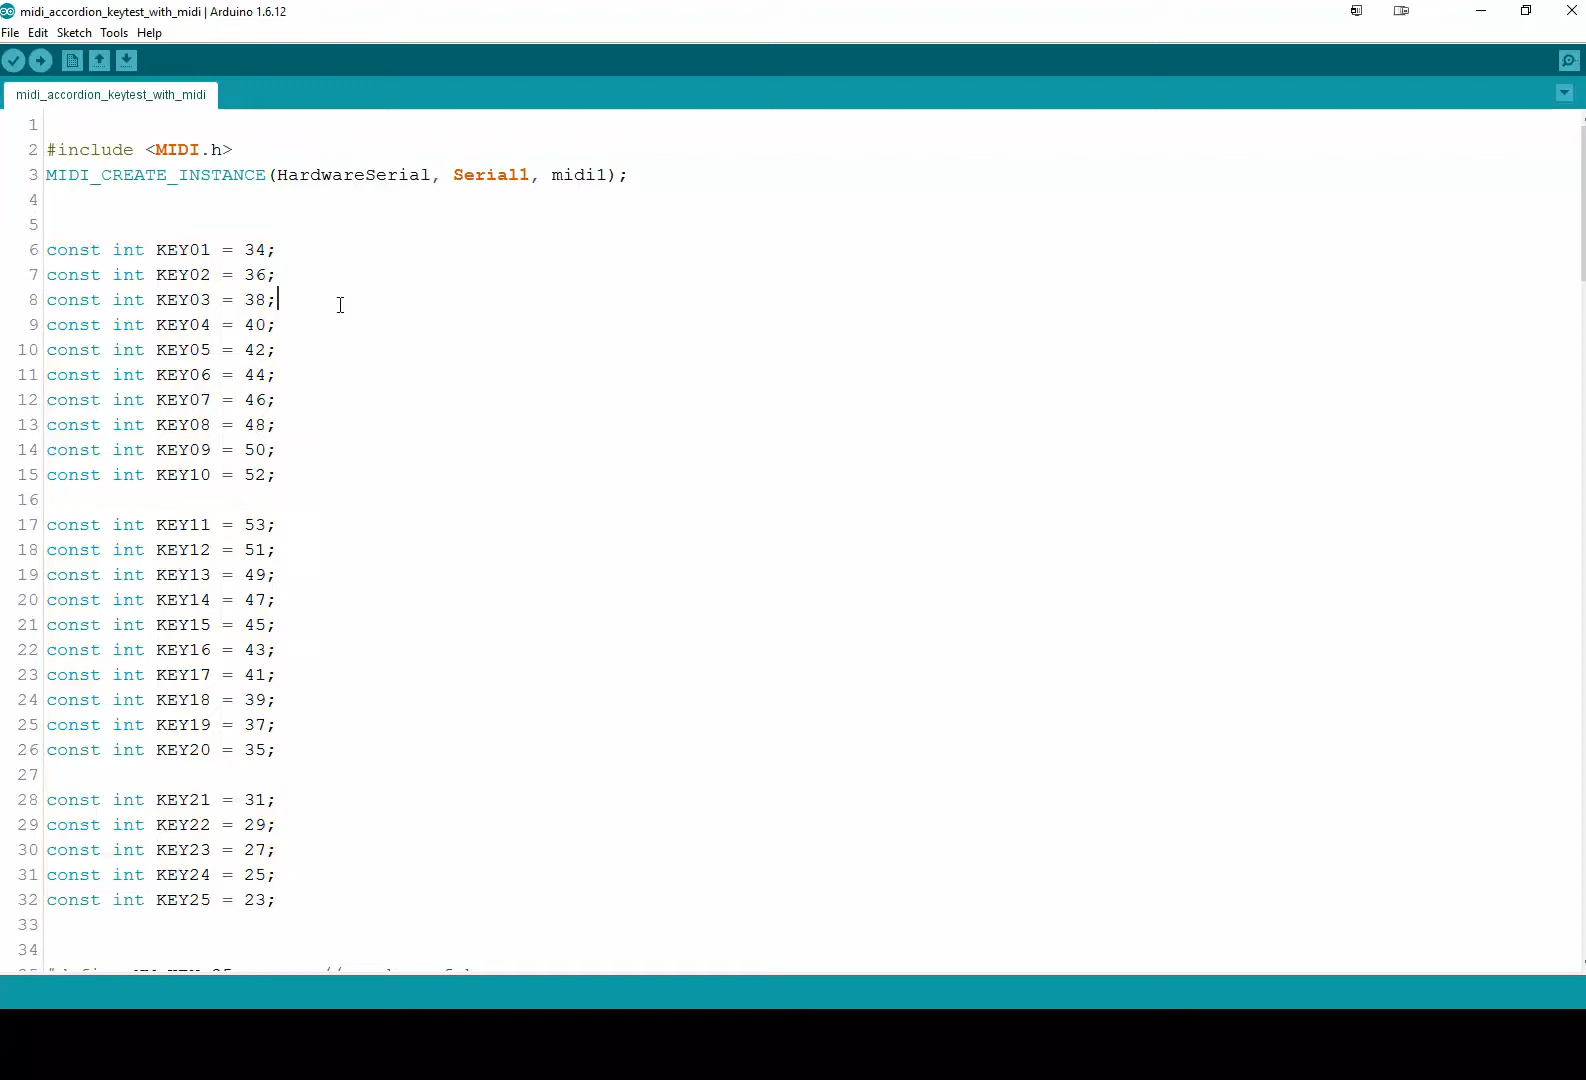 midi_accordion_keytest_with_midi | Arduino 1.6.12
File Edit Sketch Tools Help
midi_accordion_keytest_with_midi
1
2 #include <MIDI.h>
3 MIDI_CREATE_INSTANCE(HardwareSerial, Serial1, midi1);
4
5
6 const int KEY01 = 34;
7 const int KEY02 = 36;
8 const int KEY03 = 38;
9 const int KEY04 = 40;
10 const int KEY05 = 42;
11 const int KEY06 = 44;
12 const int KEY07 = 46;
13 const int KEY08 = 48;
14 const int KEY09 = 50;
15 const int KEY10 = 52;
16
17 const int KEY11 = 53;
18 const int KEY12 = 51;
19 const int KEY13 = 49;
20 const int KEY14 = 47;
21 const int KEY15 = 45;
22 const int KEY16 = 43;
23 const int KEY17 = 41;
24 const int KEY18 = 39;
25 const int KEY19 = 37;
26 const int KEY20 = 35;
27
28 const int KEY21 = 31;
29 const int KEY22 = 29;
30 const int KEY23 = 27;
31 const int KEY24 = 25;
32 const int KEY25 = 23;
33
34